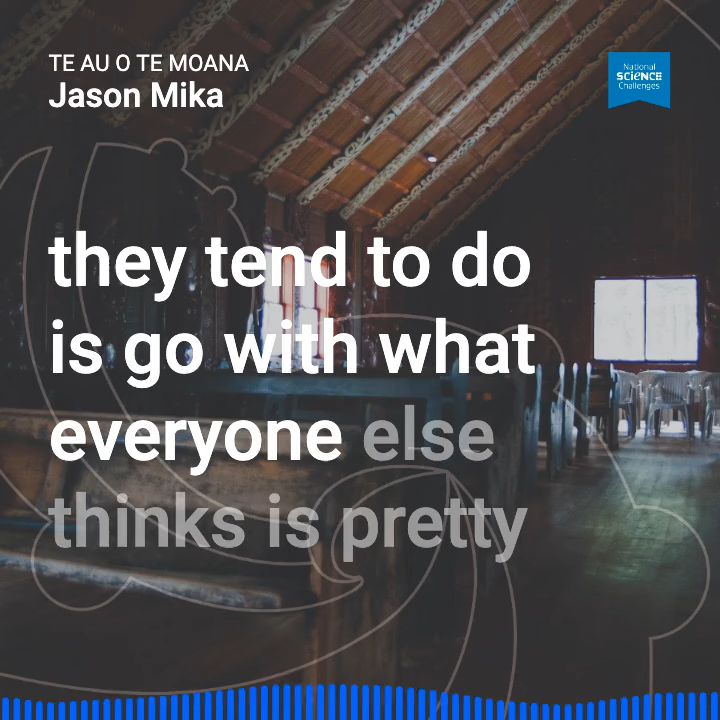 TE AU O TE MOANA
Jason Mika
National
SCIENCE
Challenges
they tend to do
is go with what
everyone else
thinks is pretty